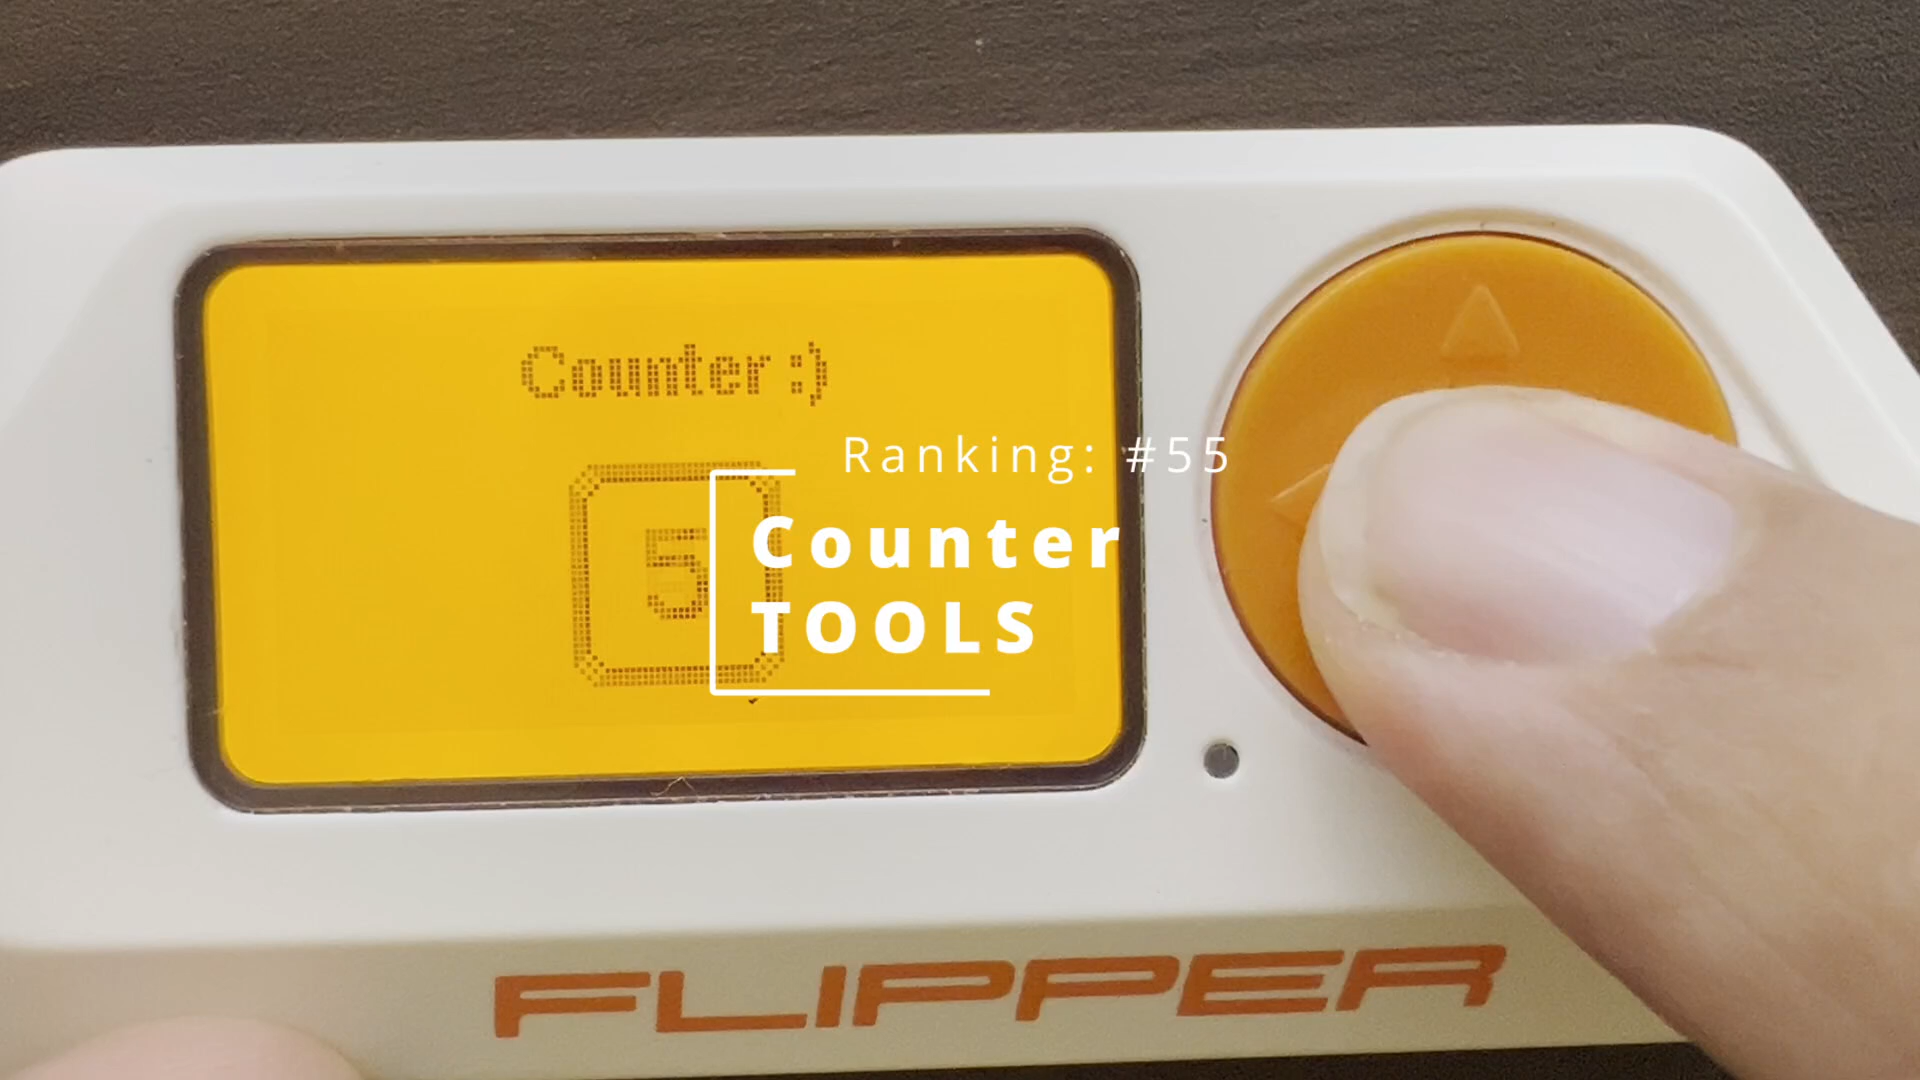 Counter :)
Ranking: #55
5
Counter
TOOLS
FLIPPER